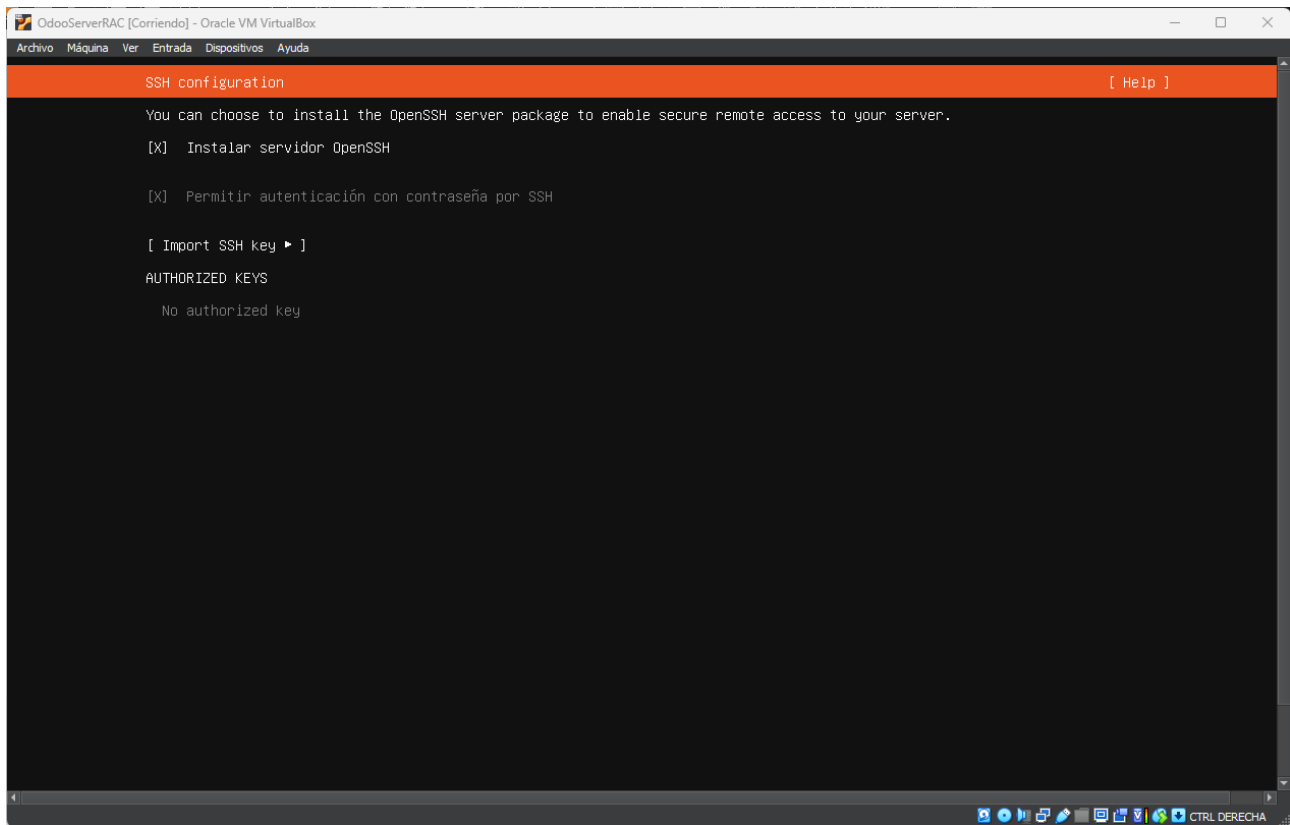 OdooServerRAC [Corriendo] - Oracle VM VirtualBox
Archivo Máquina Ver Entrada Dispositivos Ayuda
SSH configuration [ Help ]
You can choose to install the OpenSSH server package to enable secure remote access to your server.
[X] Instalar servidor OpenSSH
[X] Permitir autenticación con contraseña por SSH
[ Import SSH key ▸ ]
AUTHORIZED KEYS
No authorized key
CTRL DERECHA